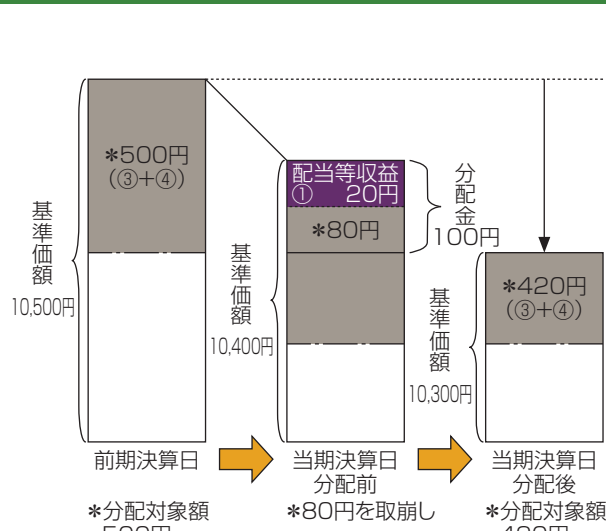 *500円
(③+④)
基準価額
10,500円
配当等収益
① 20円
*80円
分配金
100円
基準価額
10,400円
*420円
(③+④)
基準価額
10,300円
前期決算日
当期決算日
分配前
当期決算日
分配後
*分配対象額
*80円を取崩し
*分配対象額